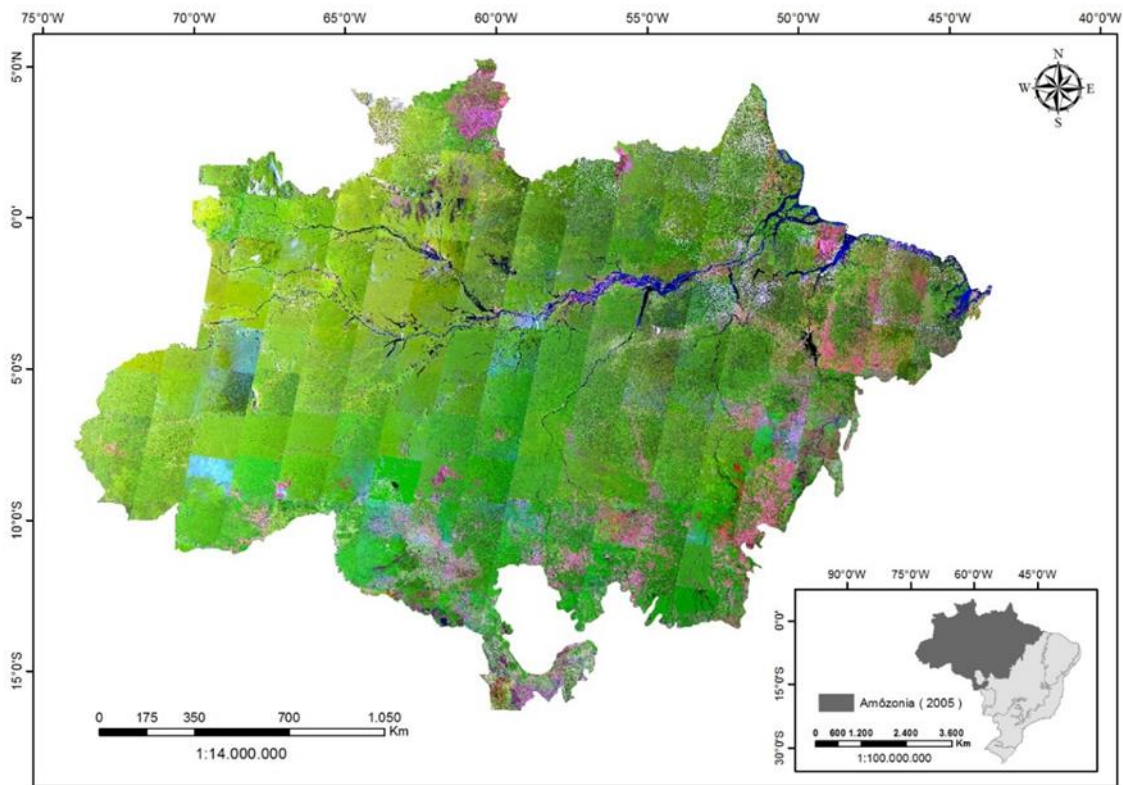 75°0'W 70°0'W 65°0'W 60°0'W 55°0'W 50°0'W 45°0'W 40°0'W
5°0'N
0°0'
5°0'S
10°0'S
15°0'S
N
W E
S
0 175 350 700 1.050
Km
1:14.000.000
90°0'W 75°0'W 60°0'W 45°0'W
0°0'
15°0'S
30°0'S
Amôzonia ( 2005 )
0 600 1.200 2.400 3.600
Km
1:100.000.000